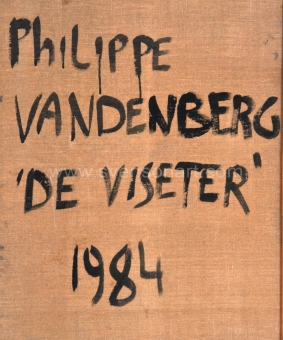 PHILIPPE
VANDENBERG
'DE VISETER'
1984